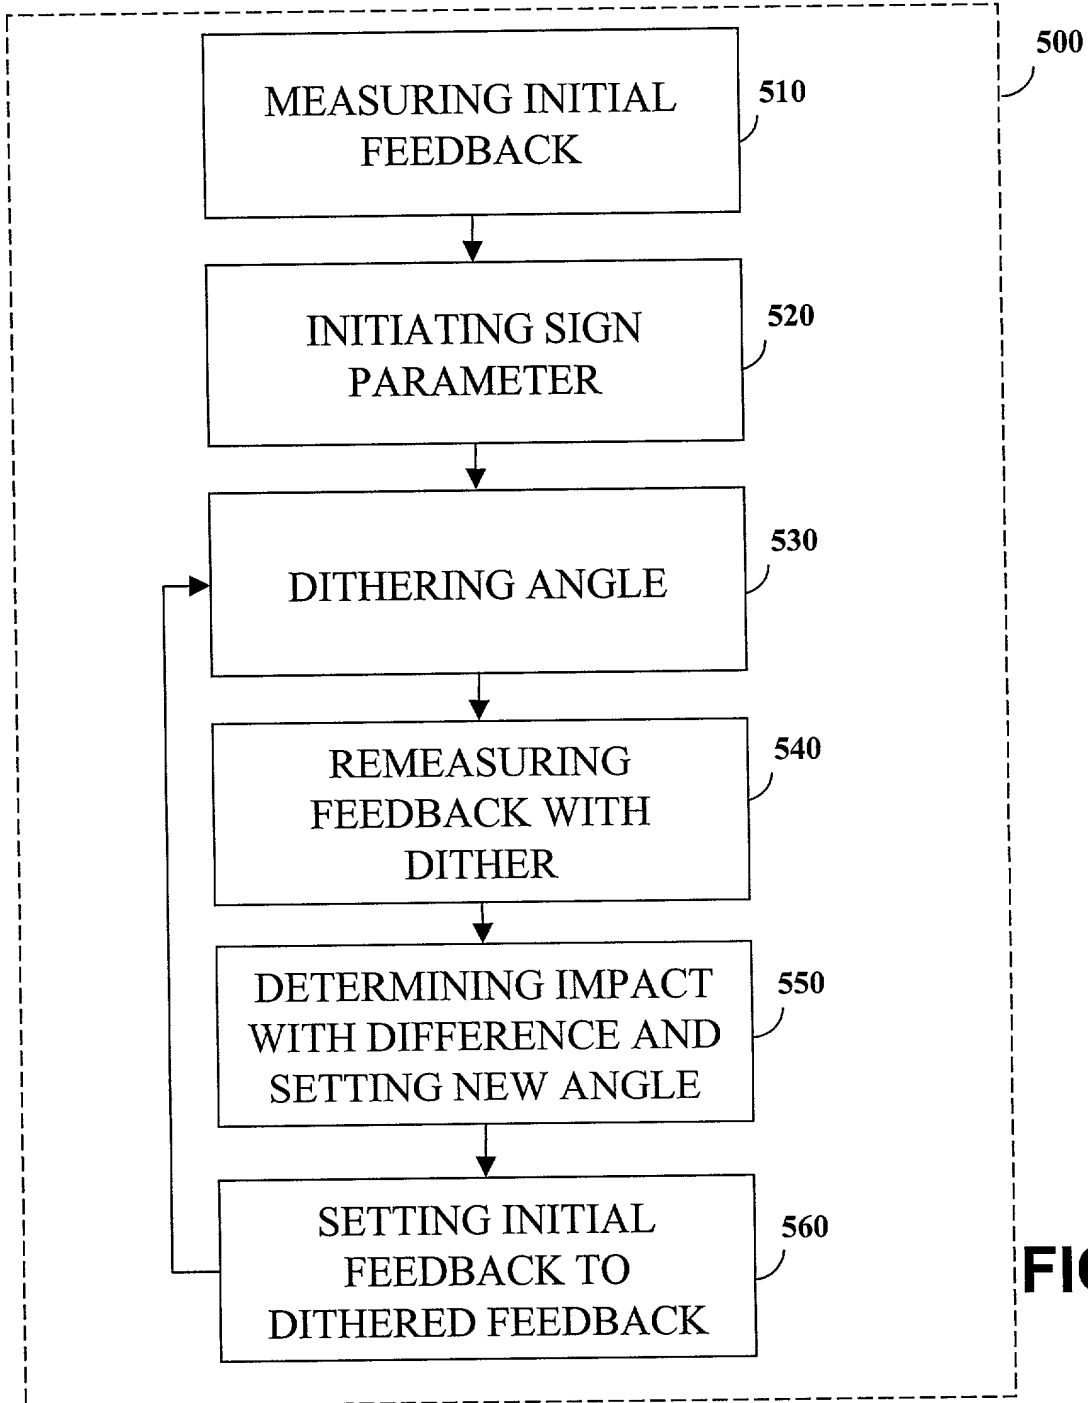 500
MEASURING INITIAL
FEEDBACK
510
INITIATING SIGN
PARAMETER
520
DITHERING ANGLE
530
REMEASURING
FEEDBACK WITH
DITHER
540
DETERMINING IMPACT
WITH DIFFERENCE AND
SETTING NEW ANGLE
550
SETTING INITIAL
FEEDBACK TO
DITHERED FEEDBACK
560